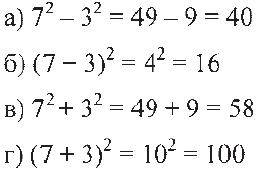 а) 7² – 3² = 49 – 9 = 40
б) (7 – 3)² = 4² = 16
в) 7² + 3² = 49 + 9 = 58
г) (7 + 3)² = 10² = 100